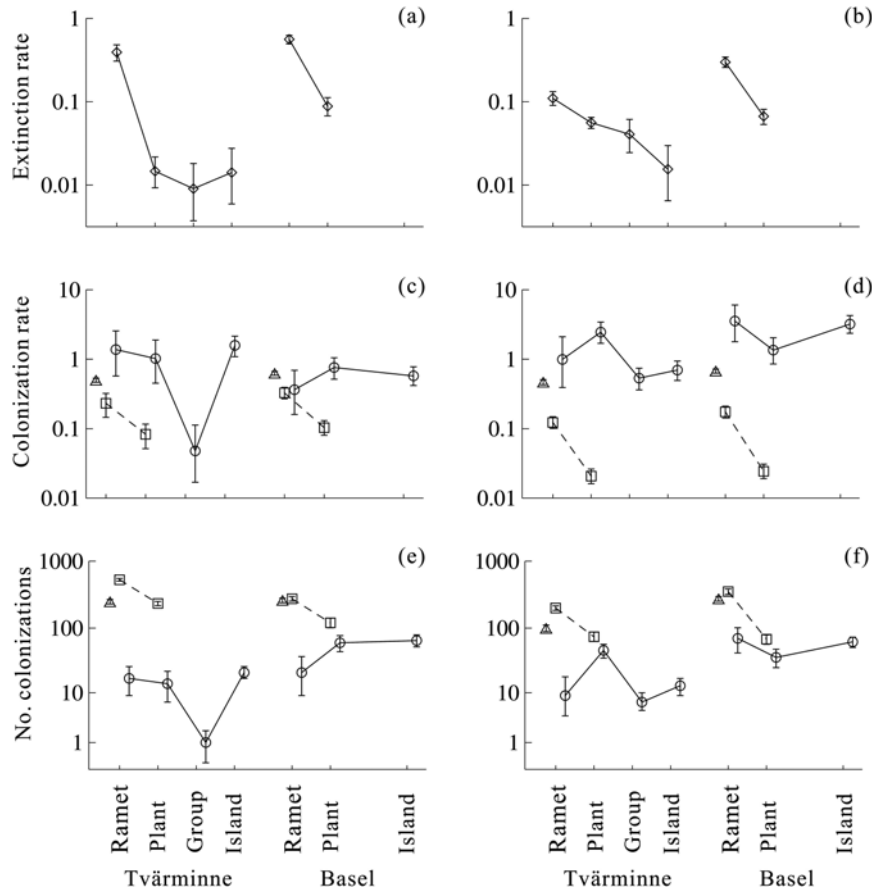 (a)
Extinction rate
1
0.1
0.01
(b)
1
0.1
0.01
(c)
Colonization rate
10
1
0.1
0.01
(d)
10
1
0.1
0.01
(e)
No. colonizations
1000
100
10
1
(f)
1000
100
10
1
Ramet
Plant
Group
Island
Ramet
Plant
Island
Tvärminne
Basel
Ramet
Plant
Group
Island
Ramet
Plant
Island
Tvärminne
Basel